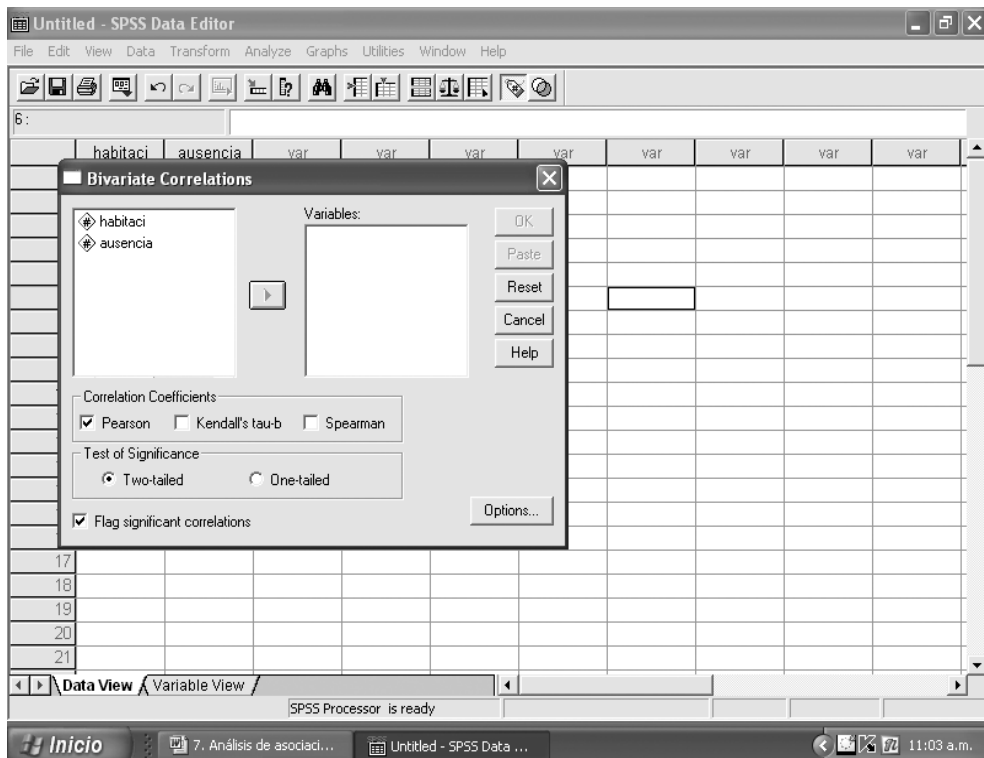 Untitled - SPSS Data Editor
File Edit View Data Transform Analyze Graphs Utilities Window Help
6 :
habitaci ausencia var var var var var var var var
Bivariate Correlations
habitaci
ausencia
Variables:
OK
Paste
Reset
Cancel
Help
Correlation Coefficients
Pearson Kendall's tau-b Spearman
Test of Significance
Two-tailed One-tailed
Flag significant correlations
Options...
17
18
19
20
21
Data View Variable View
SPSS Processor is ready
Inicio 7. Análisis de asociaci... Untitled - SPSS Data ... 11:03 a.m.